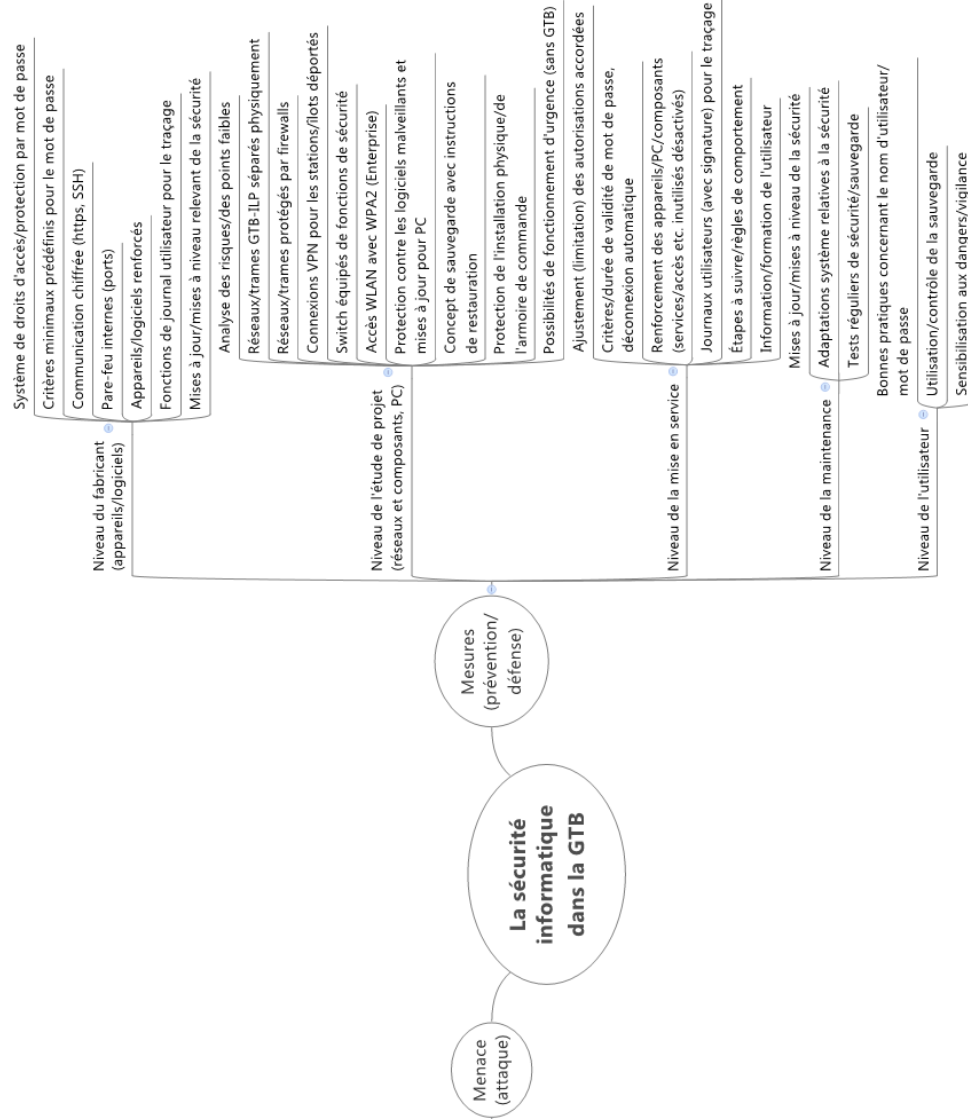 Menace
(attaque)
La sécurité
informatique
dans la GTB
Mesures
(prévention/
défense)
Niveau du fabricant
(appareils/logiciels)
Système de droits d'accès/protection par mot de passe
Critères minimaux prédéfinis pour le mot de passe
Communication chiffrée (https, SSH)
Pare-feu internes (ports)
Appareils/logiciels renforcés
Fonctions de journal utilisateur pour le traçage
Mises à jour/mises à niveau relevant de la sécurité
Niveau de l'étude de projet
(réseaux et composants, PC)
Analyse des risques/des points faibles
Réseaux/trames GTB-ILP séparés physiquement
Réseaux/trames protégés par firewalls
Connexions VPN pour les stations/ilots déportés
Switch équipés de fonctions de sécurité
Accès WLAN avec WPA2 (Enterprise)
Protection contre les logiciels malveillants et
mises à jour pour PC
Concept de sauvegarde avec instructions
de restauration
Protection de l'installation physique/de
l'armoire de commande
Possibilités de fonctionnement d'urgence (sans GTB)
Niveau de la mise en service
Ajustement (limitation) des autorisations accordées
Critères/durée de validité de mot de passe,
déconnexion automatique
Renforcement des appareils/PC/composants
(services/accès etc. inutilisés désactivés)
Journaux utilisateurs (avec signature) pour le traçage
Étapes à suivre/règles de comportement
Information/formation de l'utilisateur
Niveau de la maintenance
Mises à jour/mises à niveau de la sécurité
Adaptations système relatives à la sécurité
Tests réguliers de sécurité/sauvegarde
Niveau de l'utilisateur
Bonnes pratiques concernant le nom d'utilisateur/
mot de passe
Utilisation/contrôle de la sauvegarde
Sensibilisation aux dangers/vigilance